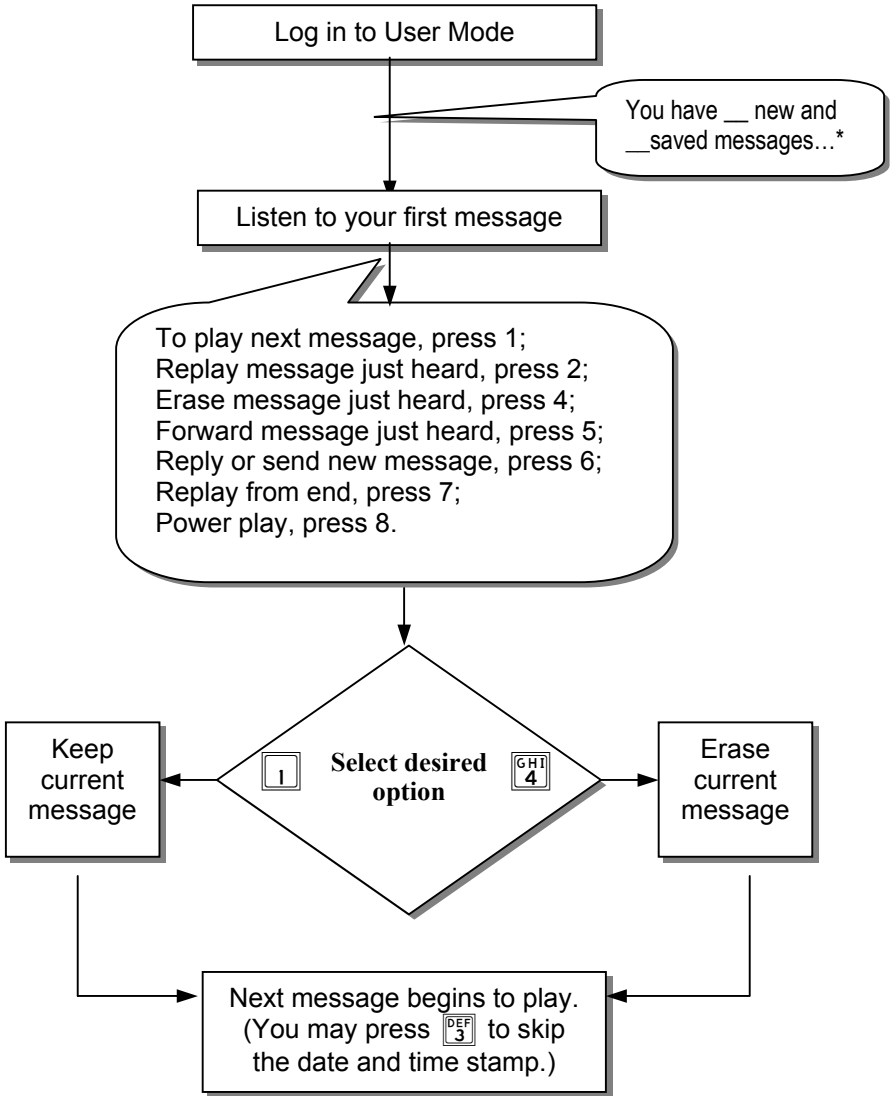 Log in to User Mode
You have __ new and
__saved messages…*
Listen to your first message
To play next message, press 1;
Replay message just heard, press 2;
Erase message just heard, press 4;
Forward message just heard, press 5;
Reply or send new message, press 6;
Replay from end, press 7;
Power play, press 8.
Keep
current
message
1
Select desired
option
GHI
4
Erase
current
message
Next message begins to play.
(You may press DEF 3 to skip
the date and time stamp.)